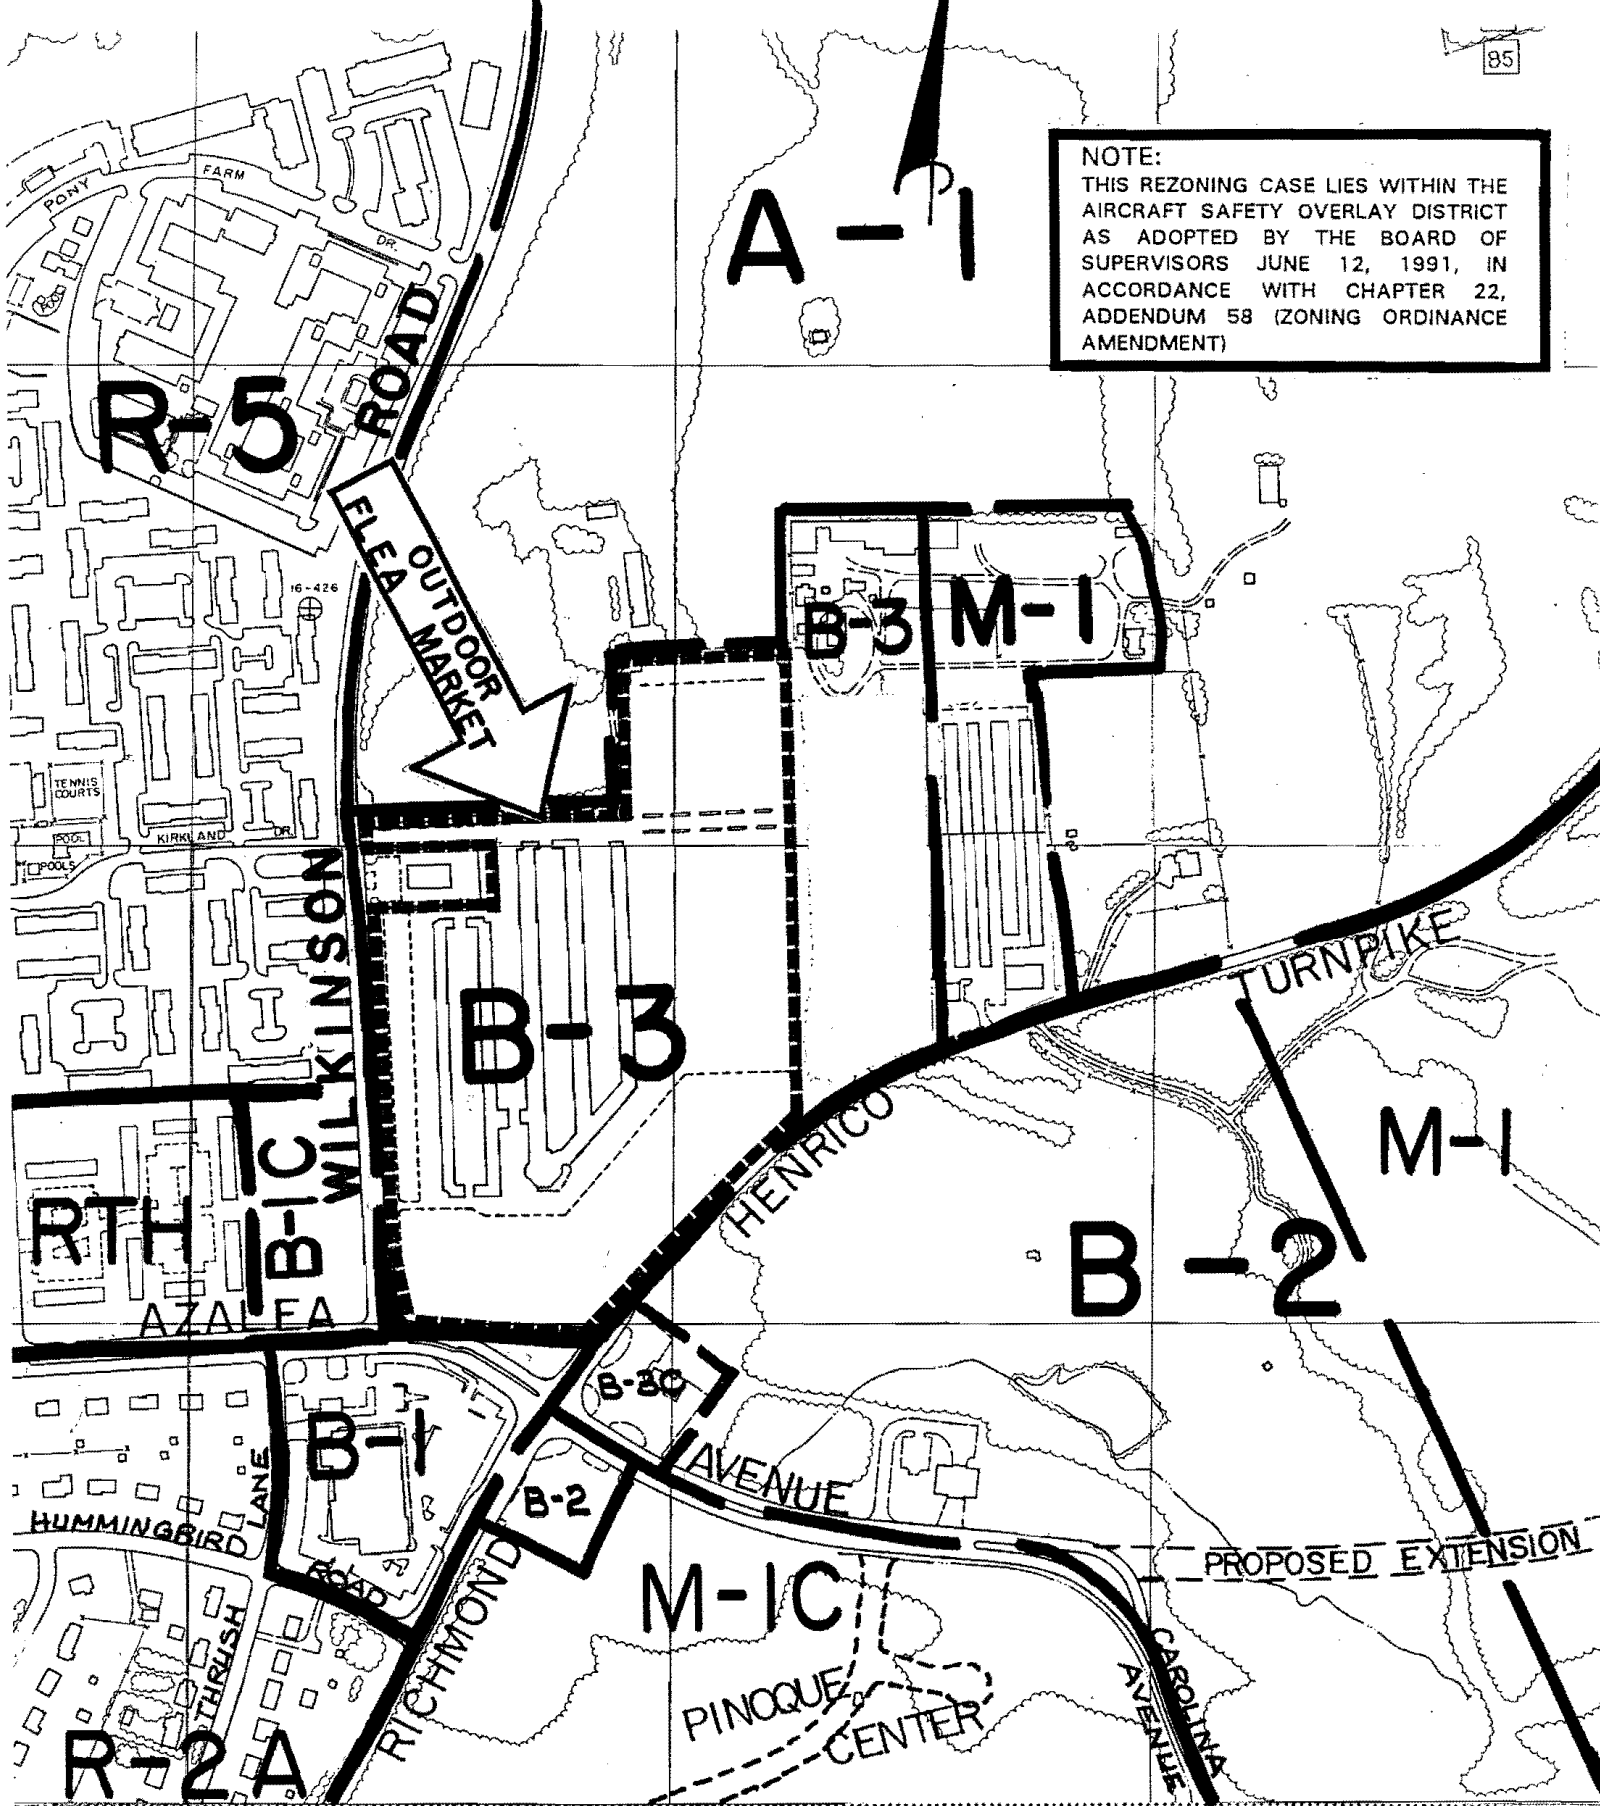 85
NOTE:
THIS REZONING CASE LIES WITHIN THE
AIRCRAFT SAFETY OVERLAY DISTRICT
AS ADOPTED BY THE BOARD OF
SUPERVISORS JUNE 12, 1991, IN
ACCORDANCE WITH CHAPTER 22,
ADDENDUM 58 (ZONING ORDINANCE
AMENDMENT)
PONY FARM DR.
A-1
R-5
WILKINSON ROAD
OUTDOOR
FLEA MARKET
16-426
B-3
M-1
TENNIS
COURTS
POOL
POOLS
KIRKLAND DR.
B-3
HENRICO TURNPIKE
M-1
RTH
B-1C
B-2
AZALEA
B-3C
B-1
AVENUE
B-2
HUMMINGBIRD
LANE
ROAD
PROPOSED EXTENSION
M-1C
RICHMOND
THRUSH
PINOQUE
CENTER
CAROLINA
AVENUE
R-2A